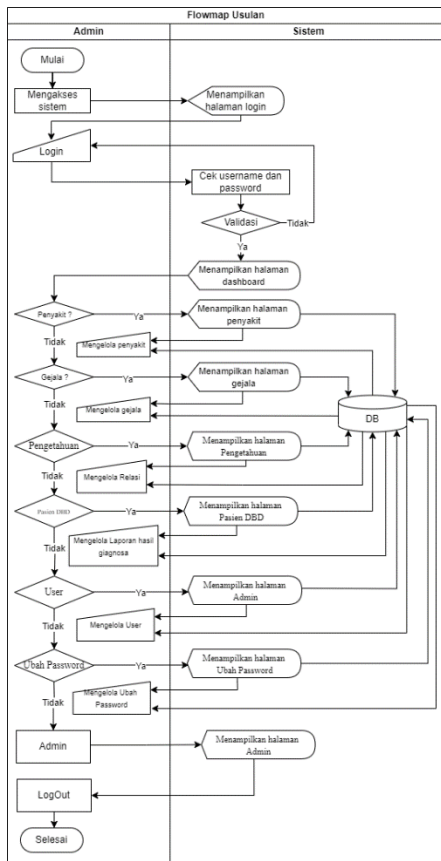 Flowmap Usulan
Admin
Sistem
Mulai
Mengakses
sistem
Menampilkan
halaman login
Login
Cek username dan
password
Validasi
Tidak
Ya
Menampilkan halaman
dashboard
Penyakit ?
Ya
Menampilkan halaman
penyakit
Tidak
Mengelola penyakit
Gejala ?
Ya
Menampilkan halaman
gejala
Tidak
Mengelola gejala
DB
Pengetahuan
Ya
Menampilkan halaman
Pengetahuan
Tidak
Mengelola Relasi
Pasien DBD
Ya
Menampilkan halaman
Pasien DBD
Tidak
Mengelola Laporan hasil
giagnosa
User
Ya
Menampilkan halaman
Admin
Tidak
Mengelola User
Ubah Password
Ya
Menampilkan halaman
Ubah Password
Tidak
Mengelola Ubah
Password
Admin
Menampilkan halaman
Admin
LogOut
Selesai